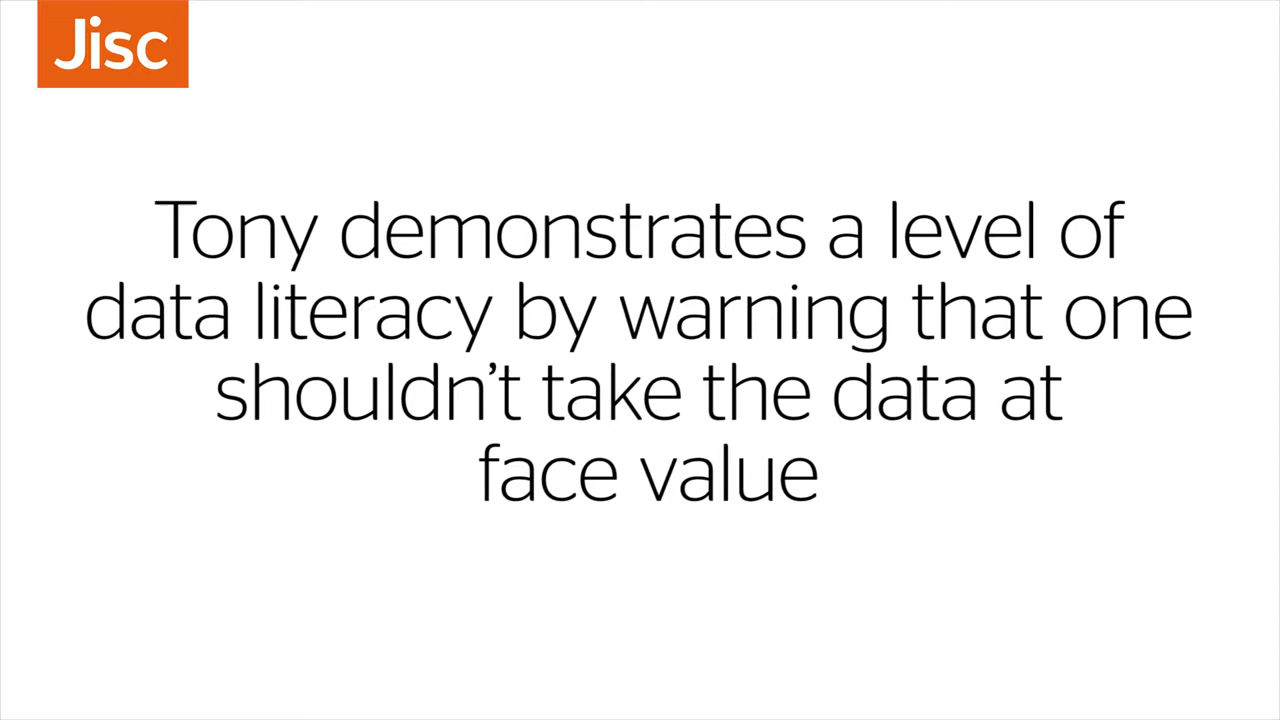 Jisc
Tony demonstrates a level of
data literacy by warning that one
shouldn’t take the data at
face value